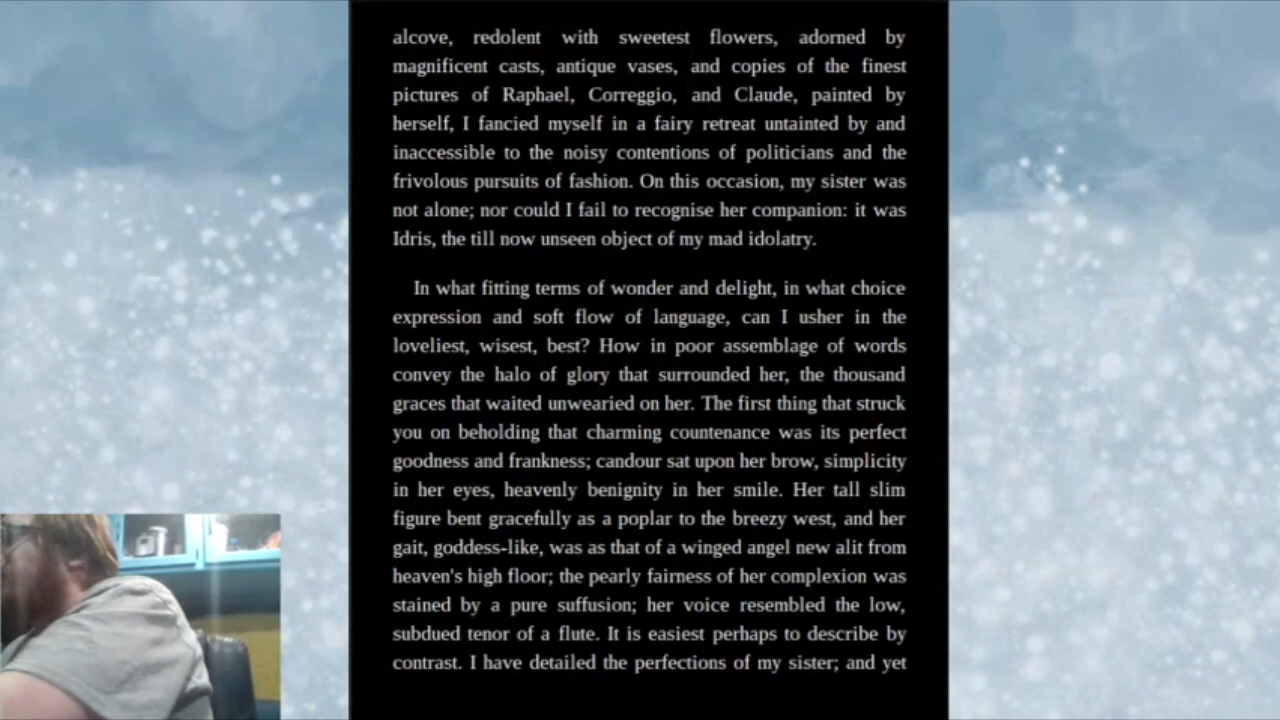 alcove, redolent with sweetest flowers, adorned by
magnificent casts, antique vases, and copies of the finest
pictures of Raphael, Correggio, and Claude, painted by
herself, I fancied myself in a fairy retreat untainted by and
inaccessible to the noisy contentions of politicians and the
frivolous pursuits of fashion. On this occasion, my sister was
not alone; nor could I fail to recognise her companion: it was
Idris, the till now unseen object of my mad idolatry.
In what fitting terms of wonder and delight, in what choice
expression and soft flow of language, can I usher in the
loveliest, wisest, best? How in poor assemblage of words
convey the halo of glory that surrounded her, the thousand
graces that waited unwearied on her. The first thing that struck
you on beholding that charming countenance was its perfect
goodness and frankness; candour sat upon her brow, simplicity
in her eyes, heavenly benignity in her smile. Her tall slim
figure bent gracefully as a poplar to the breezy west, and her
gait, goddess-like, was as that of a winged angel new alit from
heaven's high floor; the pearly fairness of her complexion was
stained by a pure suffusion; her voice resembled the low,
subdued tenor of a flute. It is easiest perhaps to describe by
contrast. I have detailed the perfections of my sister; and yet